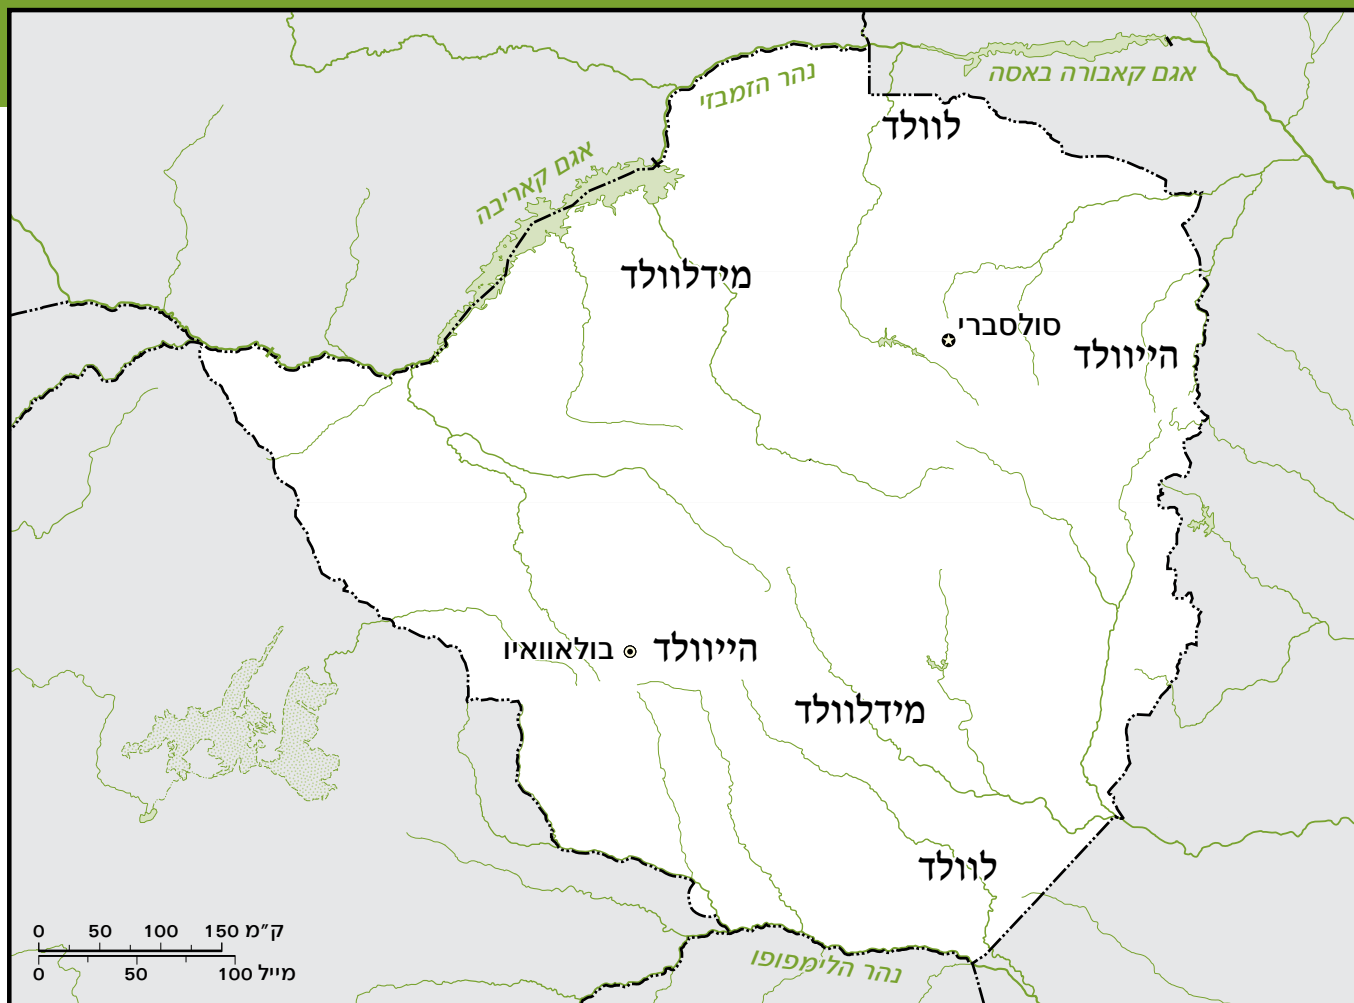 אגם קאבורה באסה
נהר הזמבזי
לוולד
אגם קאריבה
מידלוולד
סולסברי
הייוולד
בולאוואיו
הייוולד
מידלוולד
לוולד
נהר הלימפופו
0 50 100 150 ק״מ
0 50 100 מייל